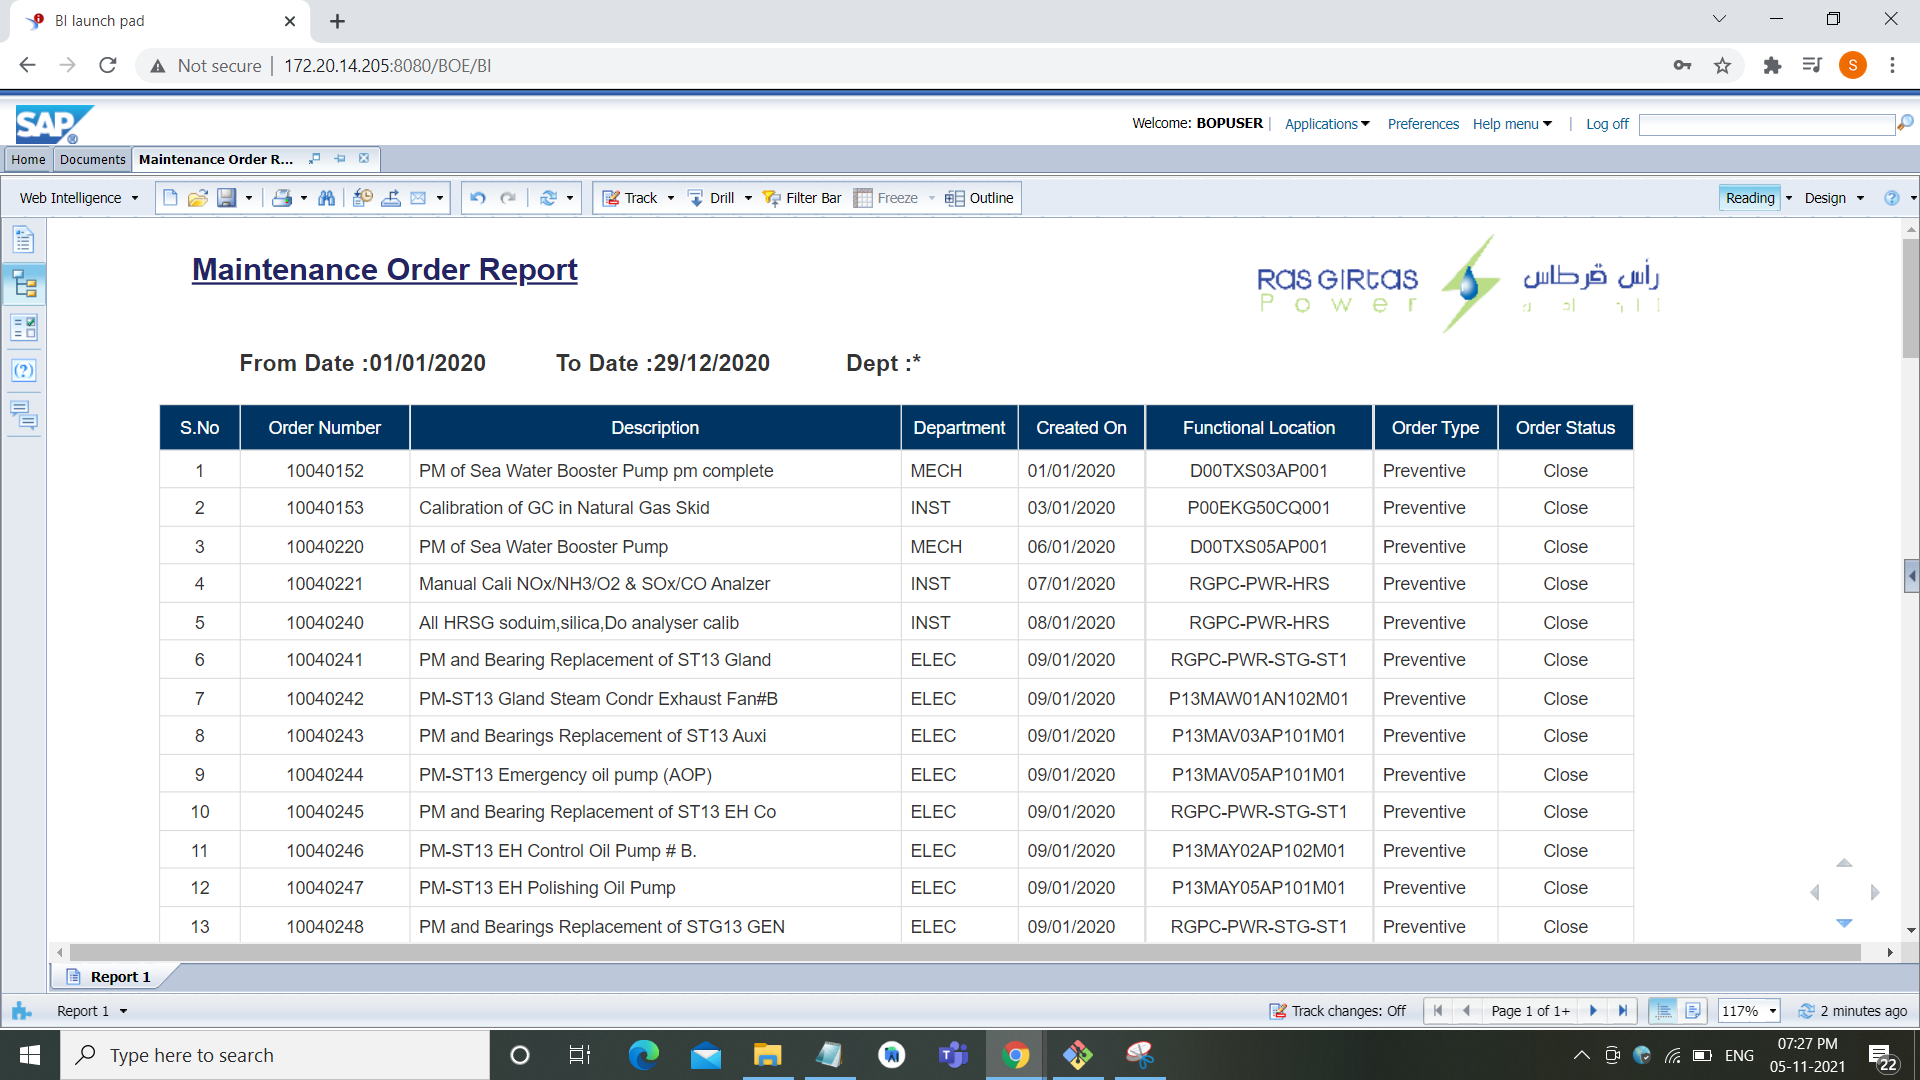 BI launch pad
Not secure 172.20.14.205:8080/BOE/BI S
SAP
Welcome: BOPUSER Applications Preferences Help menu Log off
Home Documents Maintenance Order R...
Web Intelligence Track Drill Filter Bar Freeze Outline Reading Design
Maintenance Order Report
Ras Girtas رأس قرطاس
Power
From Date :01/01/2020 To Date :29/12/2020 Dept :*
S.No Order Number Description Department Created On Functional Location Order Type Order Status
1 10040152 PM of Sea Water Booster Pump pm complete MECH 01/01/2020 D00TXS03AP001 Preventive Close
2 10040153 Calibration of GC in Natural Gas Skid INST 03/01/2020 P00EKG50CQ001 Preventive Close
3 10040220 PM of Sea Water Booster Pump MECH 06/01/2020 D00TXS05AP001 Preventive Close
4 10040221 Manual Cali NOx/NH3/O2 & SOx/CO Analzer INST 07/01/2020 RGPC-PWR-HRS Preventive Close
5 10040240 All HRSG soduim,silica,Do analyser calib INST 08/01/2020 RGPC-PWR-HRS Preventive Close
6 10040241 PM and Bearing Replacement of ST13 Gland ELEC 09/01/2020 RGPC-PWR-STG-ST1 Preventive Close
7 10040242 PM-ST13 Gland Steam Condr Exhaust Fan#B ELEC 09/01/2020 P13MAW01AN102M01 Preventive Close
8 10040243 PM and Bearings Replacement of ST13 Auxi ELEC 09/01/2020 P13MAV03AP101M01 Preventive Close
9 10040244 PM-ST13 Emergency oil pump (AOP) ELEC 09/01/2020 P13MAV05AP101M01 Preventive Close
10 10040245 PM and Bearing Replacement of ST13 EH Co ELEC 09/01/2020 RGPC-PWR-STG-ST1 Preventive Close
11 10040246 PM-ST13 EH Control Oil Pump # B. ELEC 09/01/2020 P13MAY02AP102M01 Preventive Close
12 10040247 PM-ST13 EH Polishing Oil Pump ELEC 09/01/2020 P13MAY05AP101M01 Preventive Close
13 10040248 PM and Bearings Replacement of STG13 GEN ELEC 09/01/2020 RGPC-PWR-STG-ST1 Preventive Close
Report 1
Report 1 Track changes: Off Page 1 of 1+ 117% 2 minutes ago
Type here to search ENG 07:27 PM
05-11-2021 22